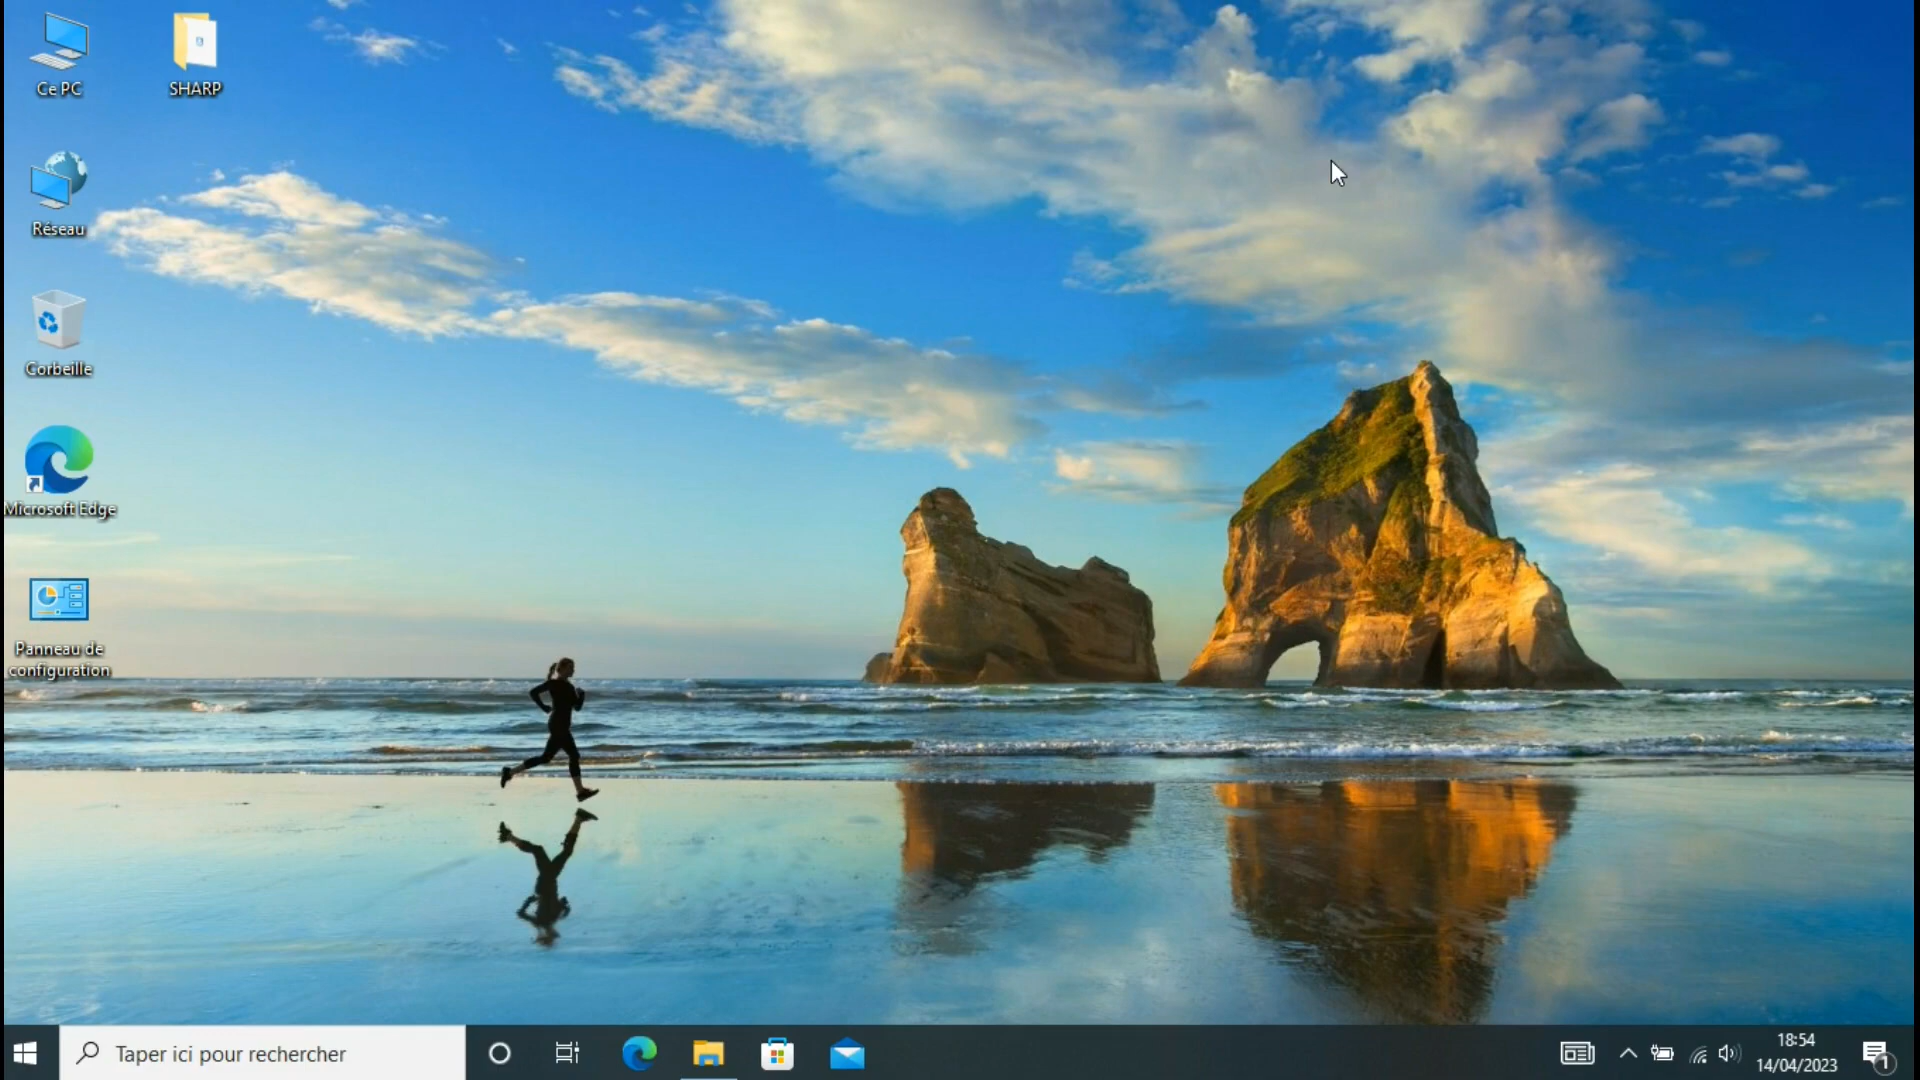 Ce PC
SHARP
Réseau
Corbeille
Microsoft Edge
Panneau de
configuration
Taper ici pour rechercher
18:54
14/04/2023
1